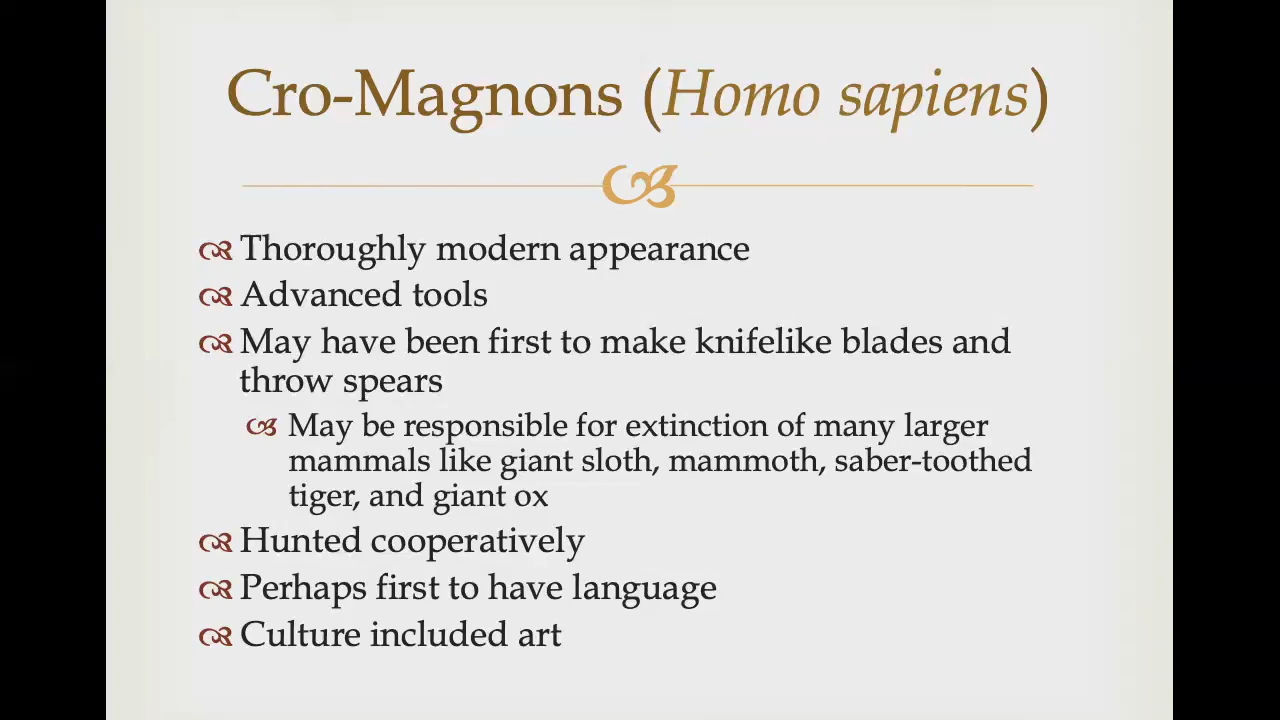 Cro-Magnons (Homo sapiens)
Thoroughly modern appearance
Advanced tools
May have been first to make knifelike blades and
throw spears
May be responsible for extinction of many larger
mammals like giant sloth, mammoth, saber-toothed
tiger, and giant ox
Hunted cooperatively
Perhaps first to have language
Culture included art